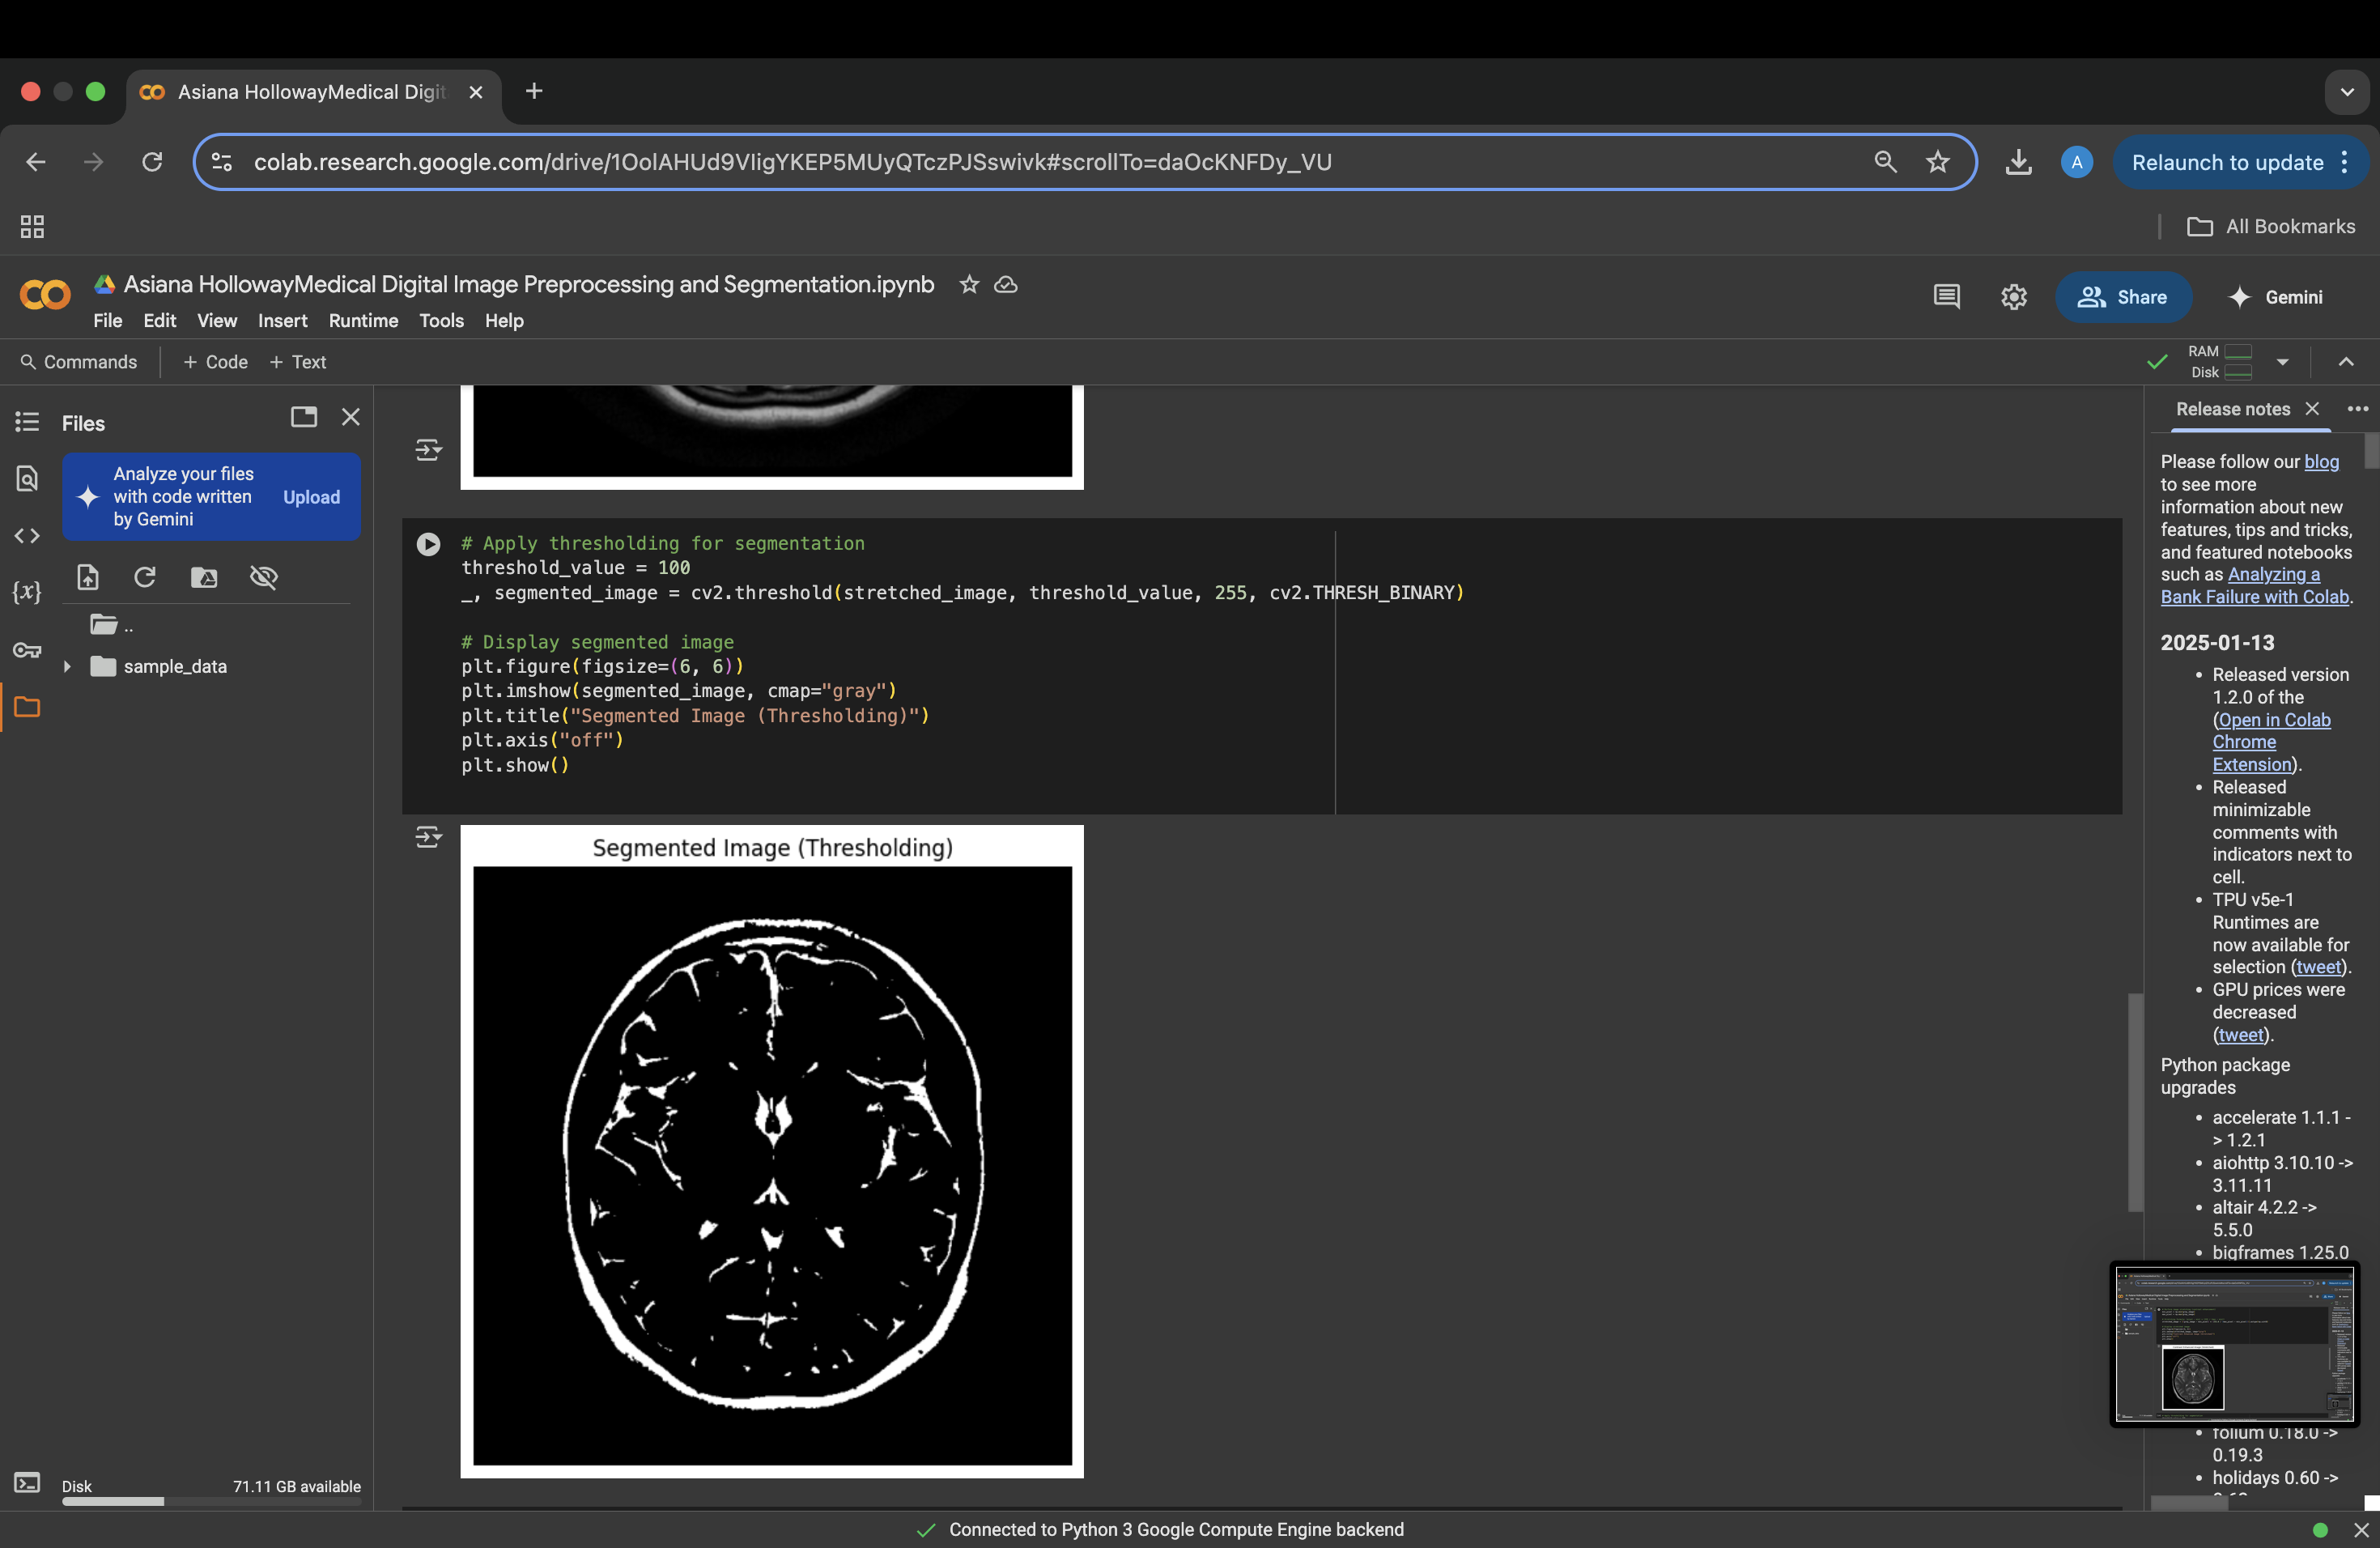 Asiana HollowayMedical Digit
colab.research.google.com/drive/1OolAHUd9VIigYKEP5MUyQTczPJSswivk#scrollTo=daOcKNFDy_VU
A
Relaunch to update
All Bookmarks
Asiana HollowayMedical Digital Image Preprocessing and Segmentation.ipynb
File Edit View Insert Runtime Tools Help
Share
Gemini
Commands + Code + Text
RAM
Disk
Files
Analyze your files
with code written
by Gemini
Upload
{x}
..
sample_data
Disk 71.11 GB available
# Apply thresholding for segmentation
threshold_value = 100
_, segmented_image = cv2.threshold(stretched_image, threshold_value, 255, cv2.THRESH_BINARY)
# Display segmented image
plt.figure(figsize=(6, 6))
plt.imshow(segmented_image, cmap="gray")
plt.title("Segmented Image (Thresholding)")
plt.axis("off")
plt.show()
Segmented Image (Thresholding)
Release notes
Please follow our blog
to see more
information about new
features, tips and tricks,
and featured notebooks
such as Analyzing a
Bank Failure with Colab.
2025-01-13
• Released version
1.2.0 of the
(Open in Colab
Chrome
Extension).
• Released
minimizable
comments with
indicators next to
cell.
• TPU v5e-1
Runtimes are
now available for
selection (tweet).
• GPU prices were
decreased
(tweet).
Python package
upgrades
• accelerate 1.1.1 -
> 1.2.1
• aiohttp 3.10.10 ->
3.11.11
• altair 4.2.2 ->
5.5.0
• bigframes 1.25.0
• folium 0.18.0 ->
0.19.3
• holidays 0.60 ->
Connected to Python 3 Google Compute Engine backend